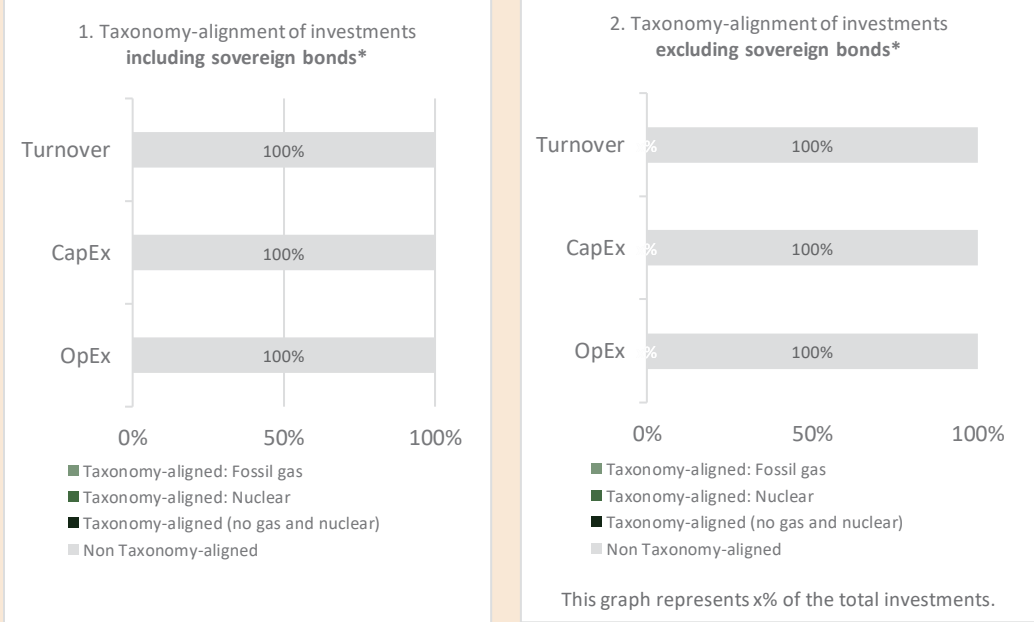 1. Taxonomy-alignment of investments
including sovereign bonds*
Turnover
100%
CapEx
100%
OpEx
100%
0%
50%
100%
Taxonomy-aligned: Fossil gas
Taxonomy-aligned: Nuclear
Taxonomy-aligned (no gas and nuclear)
Non Taxonomy-aligned
2. Taxonomy-alignment of investments
excluding sovereign bonds*
Turnover
%
100%
CapEx
%
100%
OpEx
%
100%
0%
50%
100%
Taxonomy-aligned: Fossil gas
Taxonomy-aligned: Nuclear
Taxonomy-aligned (no gas and nuclear)
Non Taxonomy-aligned
This graph represents x% of the total investments.